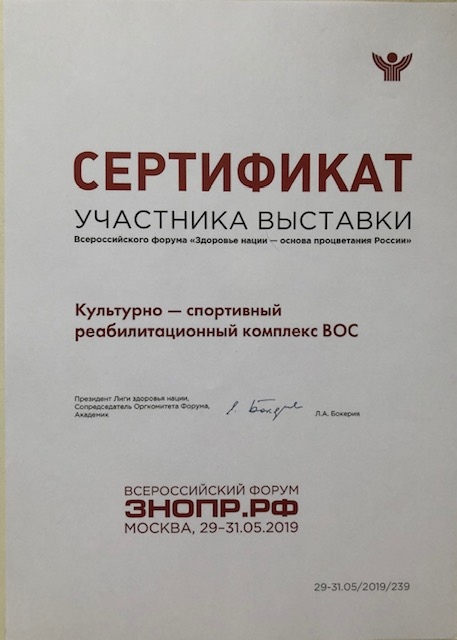 СЕРТИФИКАТ
УЧАСТНИКА ВЫСТАВКИ
Всероссийского форума «Здоровье нации — основа процветания России»
Культурно — спортивный
реабилитационный комплекс ВОС
Президент Лиги здоровья нации,
Сопредседатель Оргкомитета Форума,
Академик
Л.А. Бокерия
ВСЕРОССИЙСКИЙ ФОРУМ
ЗНОПР.РФ
МОСКВА, 29–31.05.2019
29-31.05/2019/239